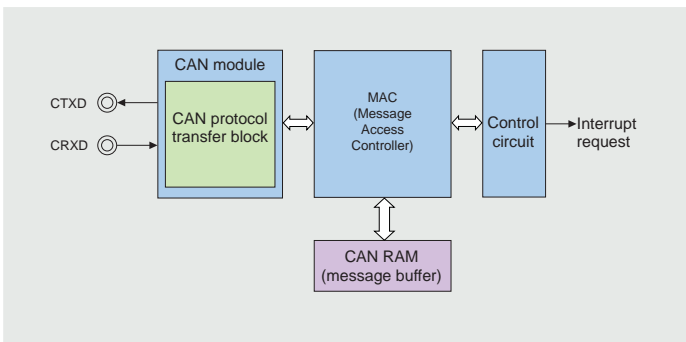 CAN module
CTXD
CRXD
CAN protocol
transfer block
MAC
(Message
Access
Controller)
Control
circuit
Interrupt
request
CAN RAM
(message buffer)